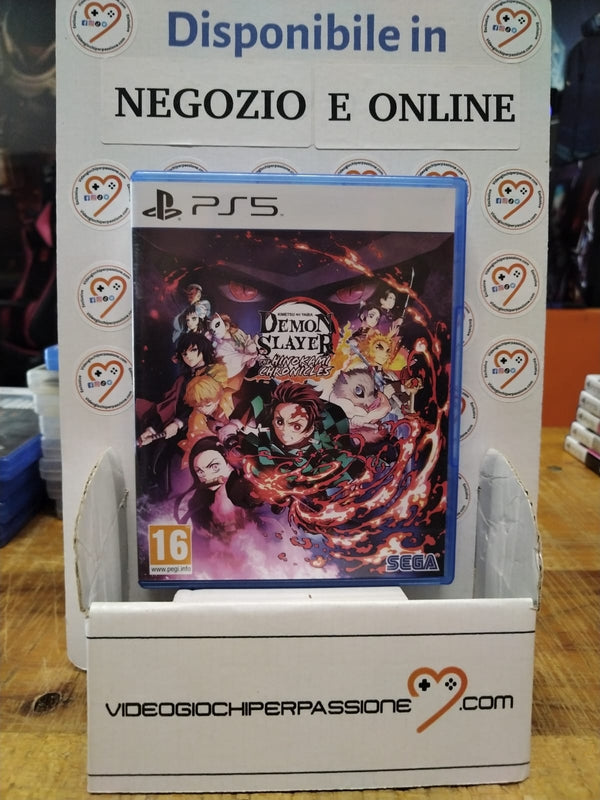 Disponibile in
NEGOZIO E ONLINE
PS5
KIMETSU NO YAIBA
DEMON
SLAYER
THE HINOKAMI
CHRONICLES
16
www.pegi.info
SEGA
VIDEOGIOCHIPERPASSIONE.COM